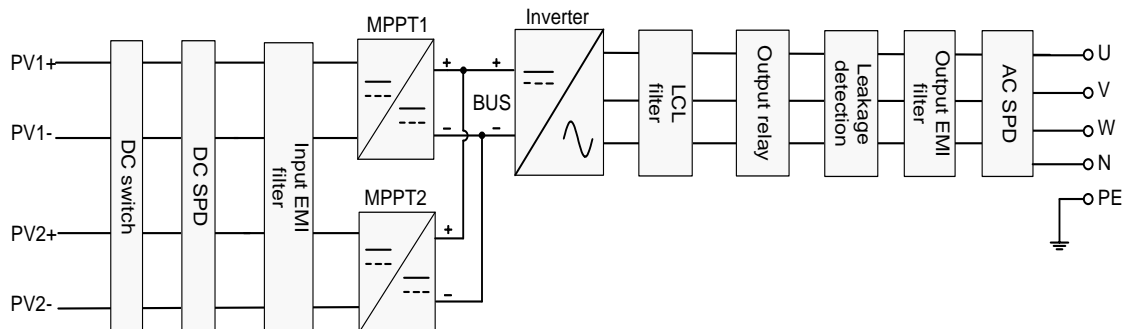 MPPT1
Inverter
PV1+
PV1-
PV2+
PV2-
DC switch
DC SPD
Input EMI
filter
+
−
BUS
+
−
MPPT2
+
−
LCL
filter
Output relay
Leakage
detection
Output EMI
filter
AC SPD
U
V
W
N
PE